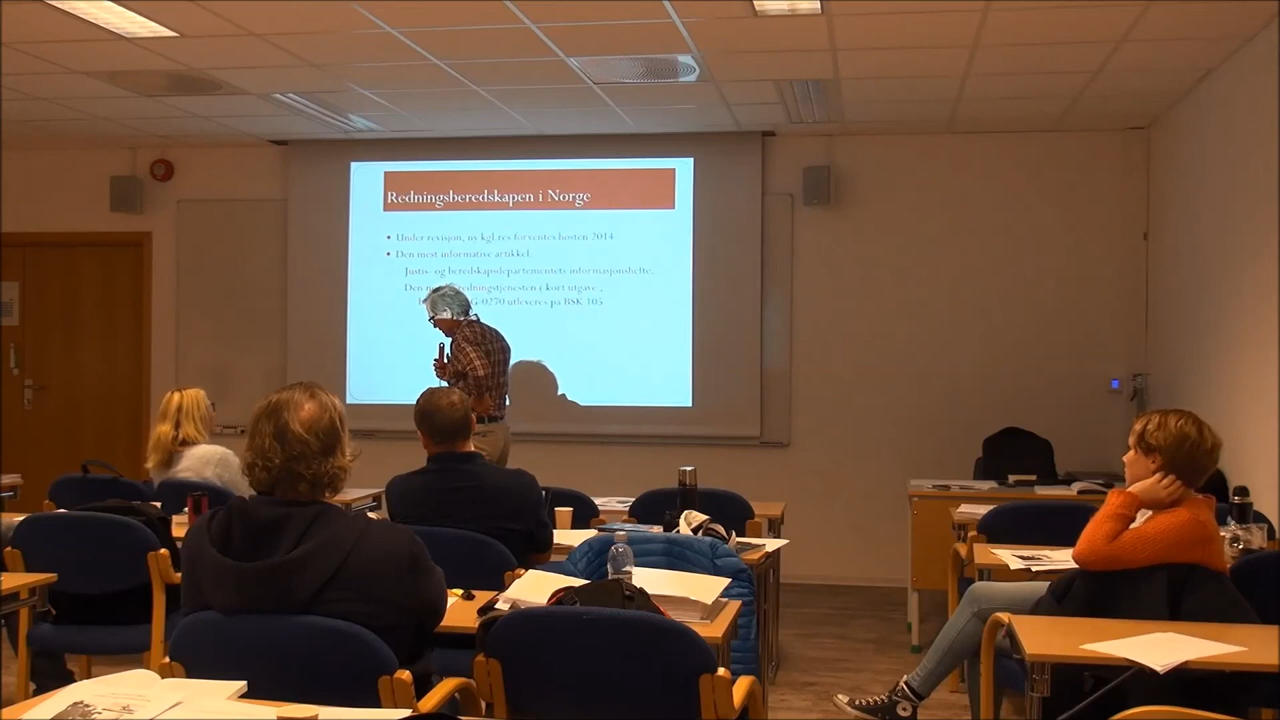 Redningsberedskapen i Norge
• Under revisjon, ny kgl.res forventes høsten 2014
• Den mest informative artikkel:
Justis- og beredskapsdepartementets informasjonshefte,
Den redningstjenesten ( kort utgave ,
G-0270 utleveres på BSK 105